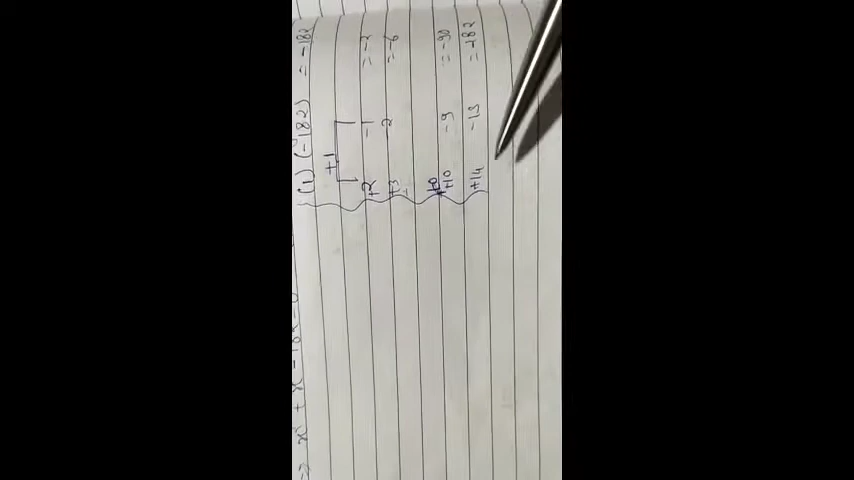 ⇒ x² + x - 182 = 0 (1) (-182) = -182
+1
+2 -1 = -2
+3 -2 = -6
+10 -9 = -90
+14 -13 = -182